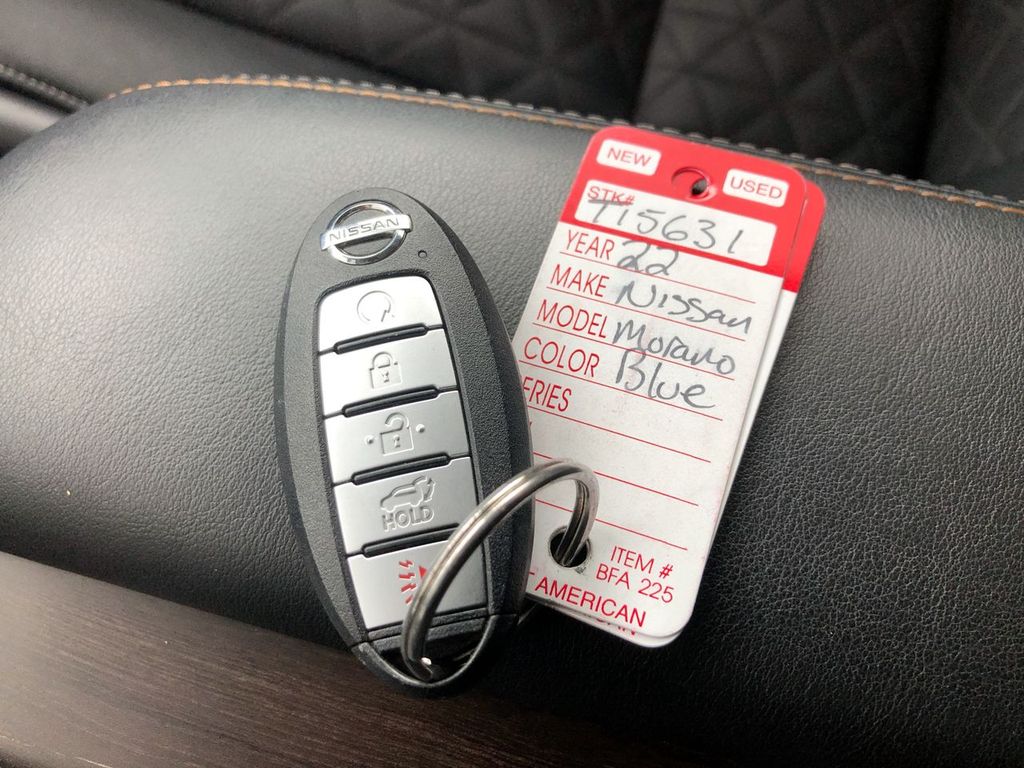 NISSAN
HOLD
NEW
USED
STK# T15631
YEAR 22
MAKE Nissan
MODEL Morano
COLOR Blue
ERIES
ITEM #
BFA 225
AMERICAN